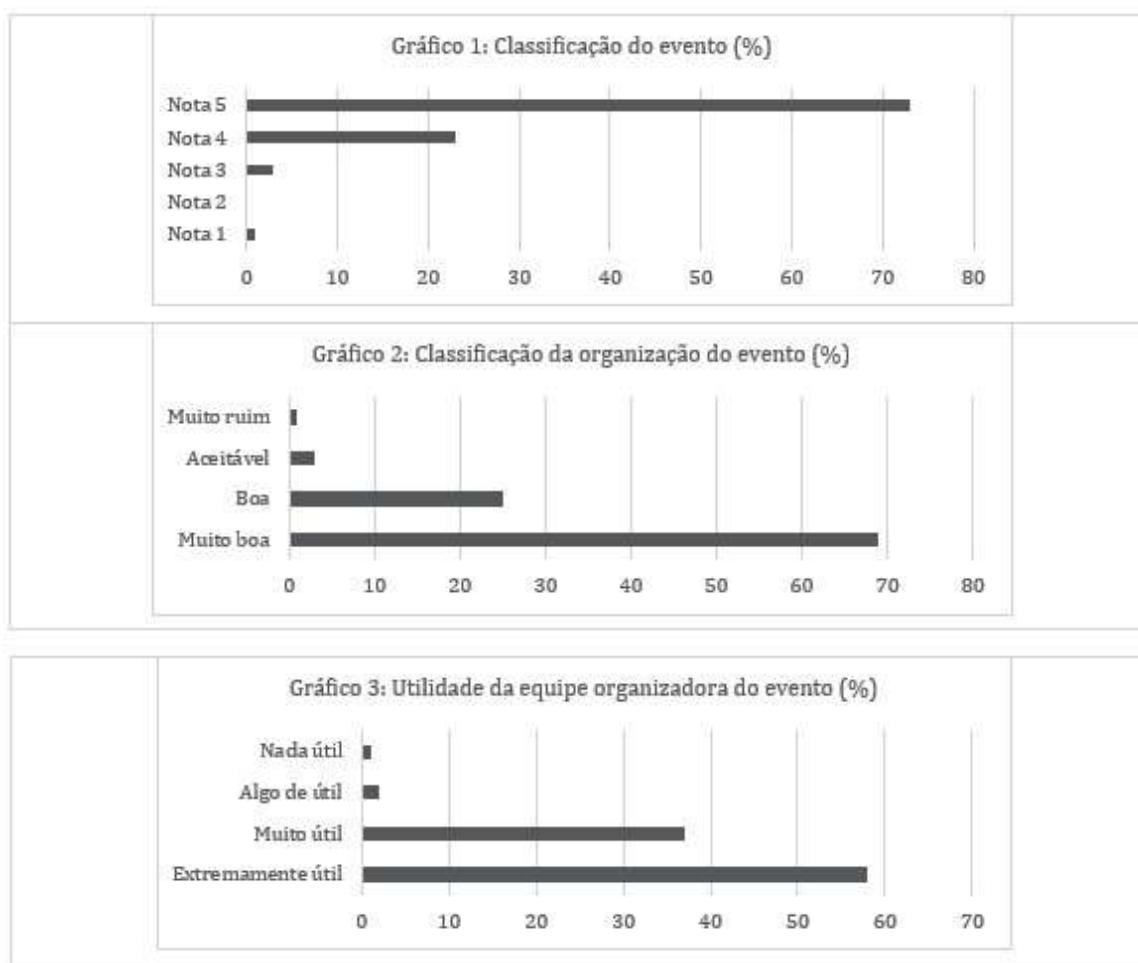 Gráfico 1: Classificação do evento (%)
Nota 5
Nota 4
Nota 3
Nota 2
Nota 1
0 10 20 30 40 50 60 70 80
Gráfico 2: Classificação da organização do evento (%)
Muito ruim
Aceitável
Boa
Muito boa
0 10 20 30 40 50 60 70 80
Gráfico 3: Utilidade da equipe organizadora do evento (%)
Nada útil
Algo de útil
Muito útil
Extremamente útil
0 10 20 30 40 50 60 70